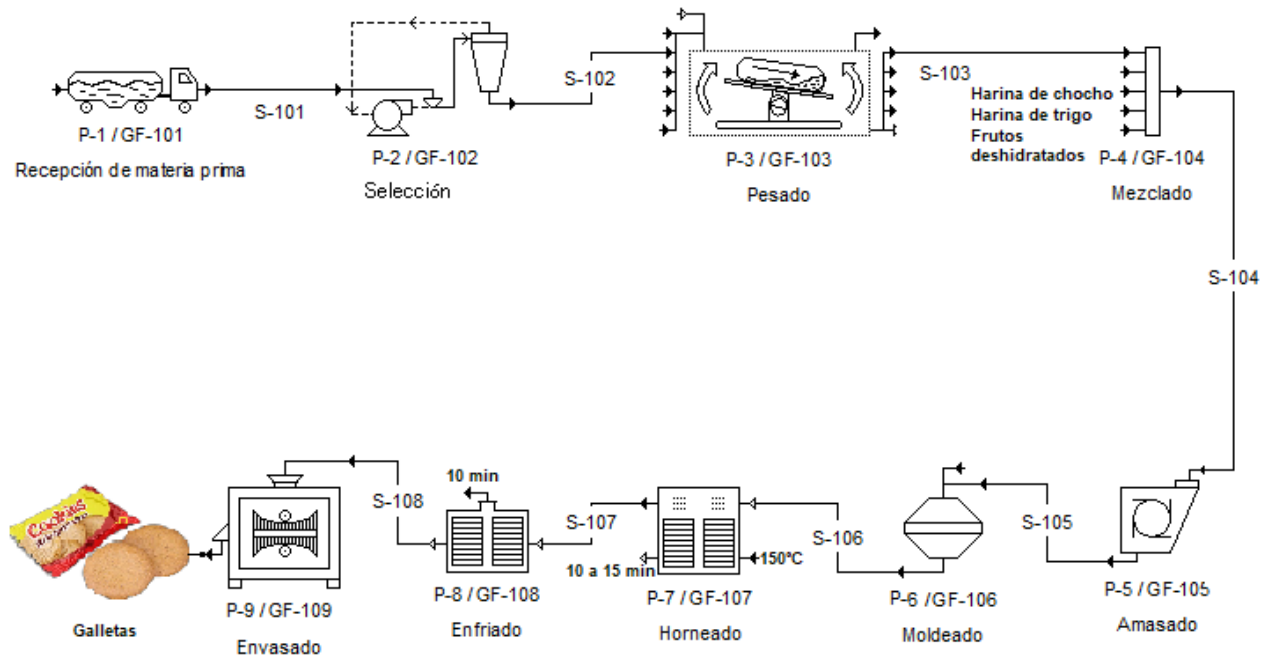 P-1 / GF-101
Recepción de materia prima
S-101
P-2 / GF-102
Selección
S-102
P-3 / GF-103
Pesado
S-103
Harina de chocho
Harina de trigo
Frutos
deshidratados
P-4 / GF-104
Mezclado
S-104
P-5 / GF-105
Amasado
S-105
P-6 / GF-106
Moldeado
S-106
150ºC
10 a 15 min
P-7 / GF-107
Horneado
S-107
10 min
P-8 / GF-108
Enfriado
S-108
P-9 / GF-109
Envasado
Cookies
Galletas